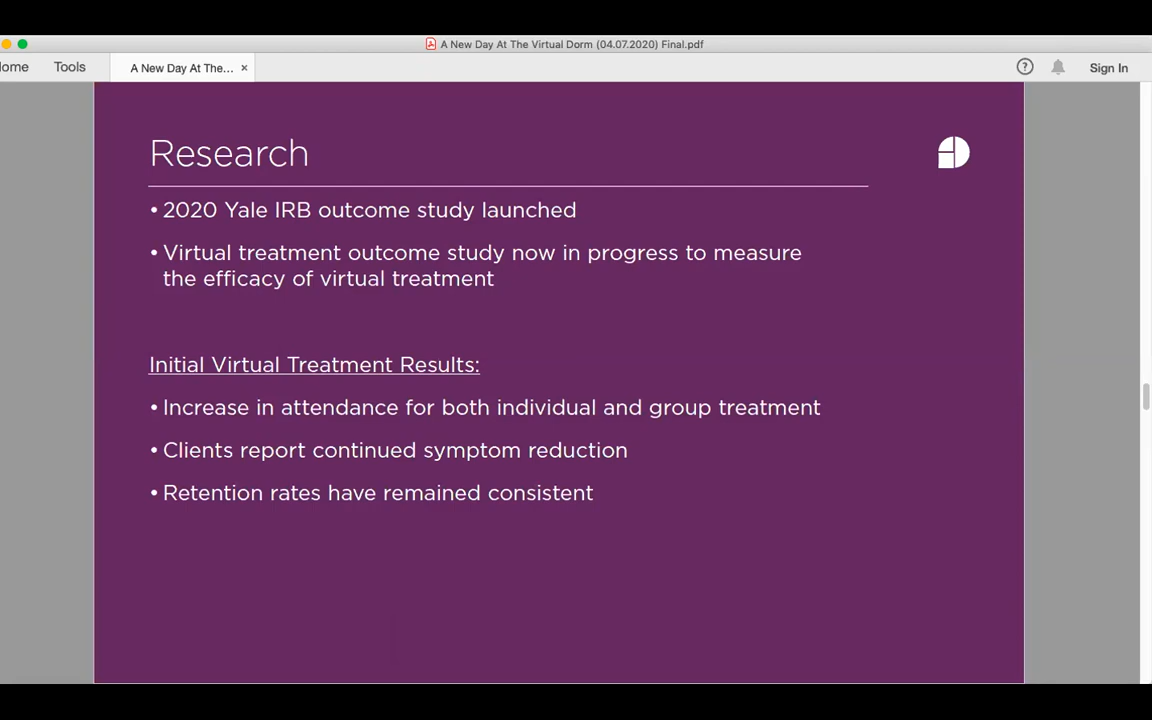 A New Day At The Virtual Dorm (04.07.2020) Final.pdf
Tools
A New Day At The... ×
?
Sign In
Research
• 2020 Yale IRB outcome study launched
• Virtual treatment outcome study now in progress to measure
the efficacy of virtual treatment
Initial Virtual Treatment Results:
• Increase in attendance for both individual and group treatment
• Clients report continued symptom reduction
• Retention rates have remained consistent